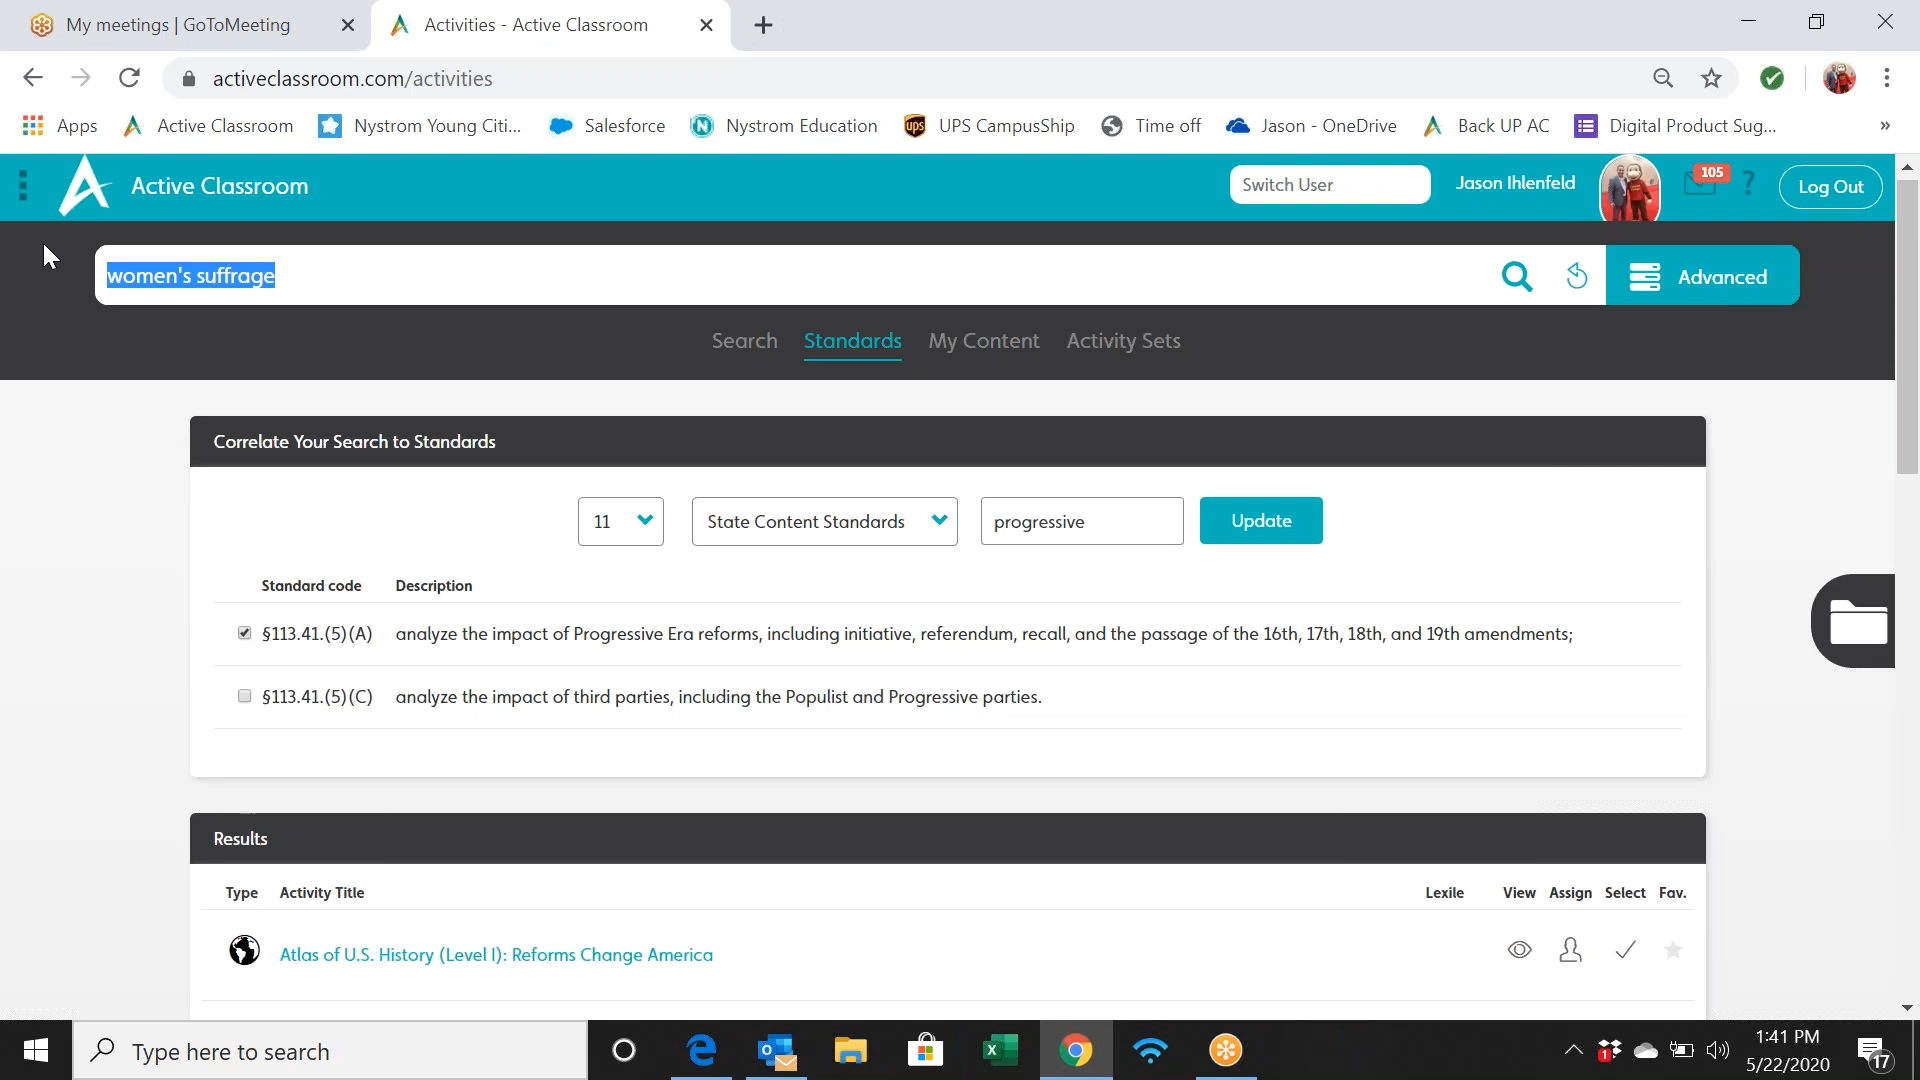 My meetings | GoToMeeting
Activities - Active Classroom
activeclassroom.com/activities
Apps
Active Classroom
Nystrom Young Citi...
Salesforce
Nystrom Education
ups
UPS CampusShip
Time off
Jason - OneDrive
Back UP AC
Digital Product Sug...
»
Active Classroom
Switch User
Jason Ihlenfeld
105
?
Log Out
women's suffrage
Advanced
Search
Standards
My Content
Activity Sets
Correlate Your Search to Standards
11
State Content Standards
progressive
Update
Standard code
Description
§113.41.(5)(A)
analyze the impact of Progressive Era reforms, including initiative, referendum, recall, and the passage of the 16th, 17th, 18th, and 19th amendments;
§113.41.(5)(C)
analyze the impact of third parties, including the Populist and Progressive parties.
Results
Type
Activity Title
Lexile
View
Assign
Select
Fav.
Atlas of U.S. History (Level I): Reforms Change America
Type here to search
1
1:41 PM
5/22/2020
17